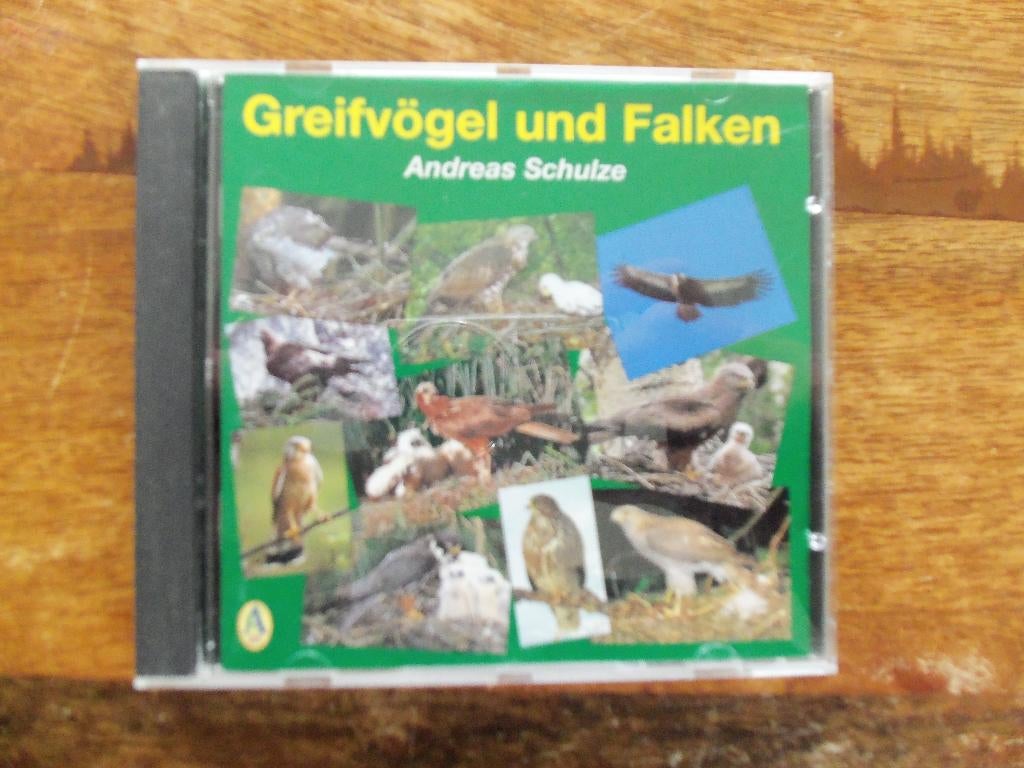 Greifvögel und Falken
Andreas Schulze
A